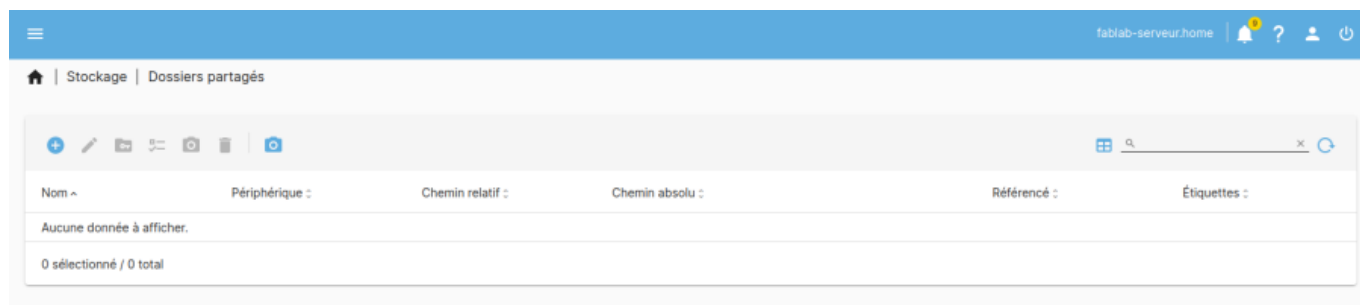 fablab-serveur.home 9 ?
Stockage | Dossiers partagés
Nom Périphérique Chemin relatif Chemin absolu Référencé Étiquettes
Aucune donnée à afficher.
0 sélectionné / 0 total